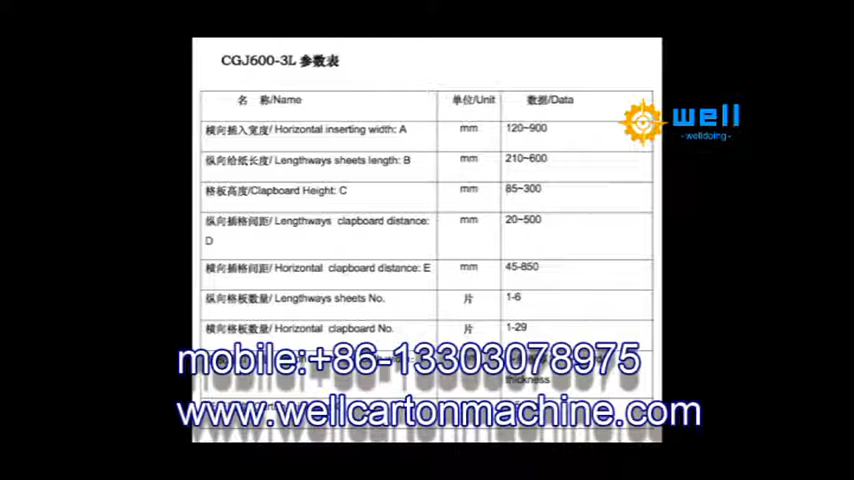 CGJ600-3L 参数表
名 称/Name 单位/Unit 数据/Data
横向插入宽度/ Horizontal inserting width: A mm 120~900
纵向给纸长度/ Lengthways sheets length: B mm 210~600
格板高度/Clapboard Height: C mm 85~300
纵向插格间距/ Lengthways clapboard distance: D mm 20~500
横向插格间距/ Horizontal clapboard distance: E mm 45-850
纵向格板数量/ Lengthways sheets No. 片 1-6
横向格板数量/ Horizontal clapboard No. 片 1-29
thickness
well
- welldoing -
mobile:+86-13303078975
www.wellcartonmachine.com